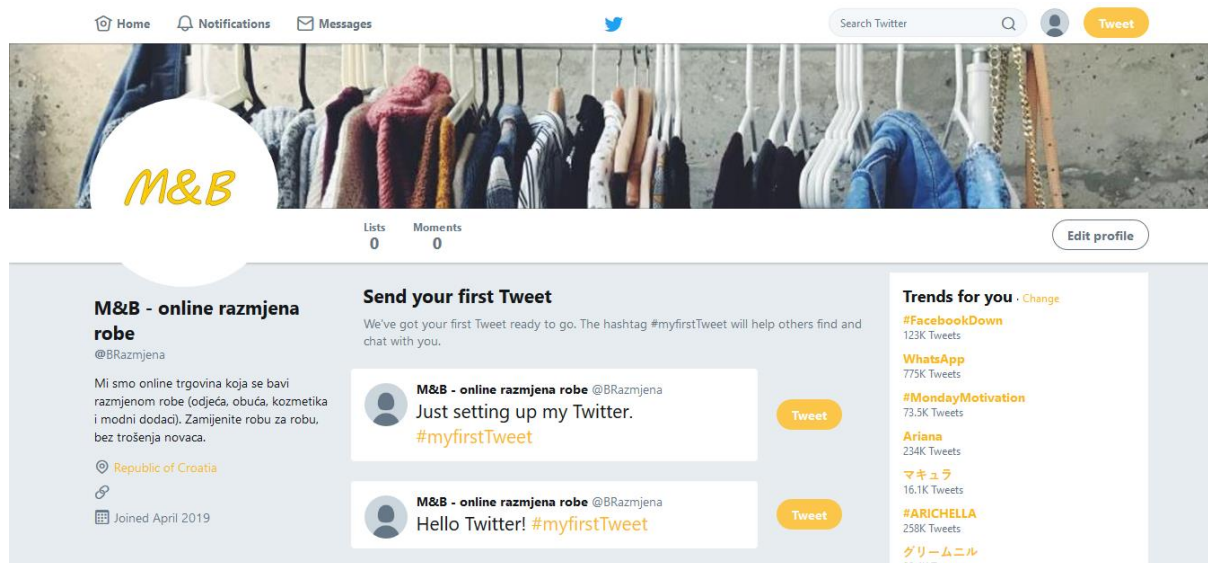 Home Notifications Messages Search Twitter Tweet
M&B
Lists Moments
0 0
Edit profile
M&B - online razmjena
robe
@BRazmjena
Mi smo online trgovina koja se bavi
razmjenom robe (odjeća, obuća, kozmetika
i modni dodaci). Zamijenite robu za robu,
bez trošenja novaca.
Republic of Croatia
Joined April 2019
Send your first Tweet
We've got your first Tweet ready to go. The hashtag #myfirstTweet will help others find and
chat with you.
M&B - online razmjena robe @BRazmjena
Just setting up my Twitter.
#myfirstTweet
Tweet
M&B - online razmjena robe @BRazmjena
Hello Twitter! #myfirstTweet
Tweet
Trends for you · Change
#FacebookDown
123K Tweets
WhatsApp
775K Tweets
#MondayMotivation
73.5K Tweets
Ariana
234K Tweets
マキュラ
16.1K Tweets
#ARICHELLA
258K Tweets
グリームニル